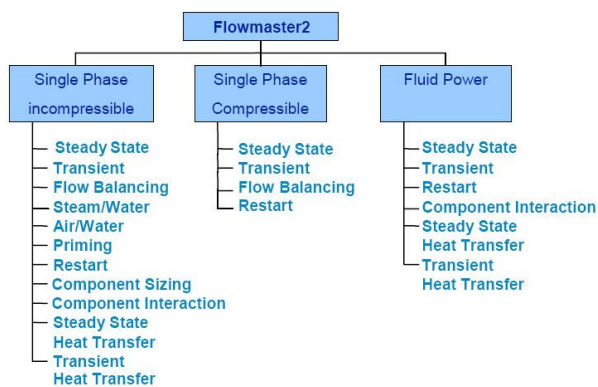 Flowmaster2
Single Phase
incompressible
Steady State
Transient
Flow Balancing
Steam/Water
Air/Water
Priming
Restart
Component Sizing
Component Interaction
Steady State
Heat Transfer
Transient
Heat Transfer
Single Phase
Compressible
Steady State
Transient
Flow Balancing
Restart
Fluid Power
Steady State
Transient
Restart
Component Interaction
Steady State
Heat Transfer
Transient
Heat Transfer